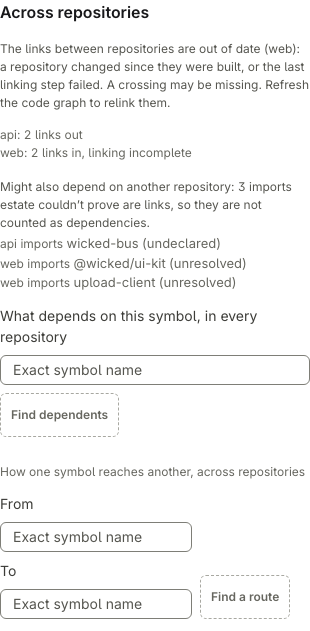 Across repositories
The links between repositories are out of date (web):
a repository changed since they were built, or the last
linking step failed. A crossing may be missing. Refresh
the code graph to relink them.
api: 2 links out
web: 2 links in, linking incomplete
Might also depend on another repository: 3 imports
estate couldn’t prove are links, so they are not
counted as dependencies.
api imports wicked-bus (undeclared)
web imports @wicked/ui-kit (unresolved)
web imports upload-client (unresolved)
What depends on this symbol, in every
repository
Exact symbol name
Find dependents
How one symbol reaches another, across repositories
From
Exact symbol name
To
Exact symbol name
Find a route